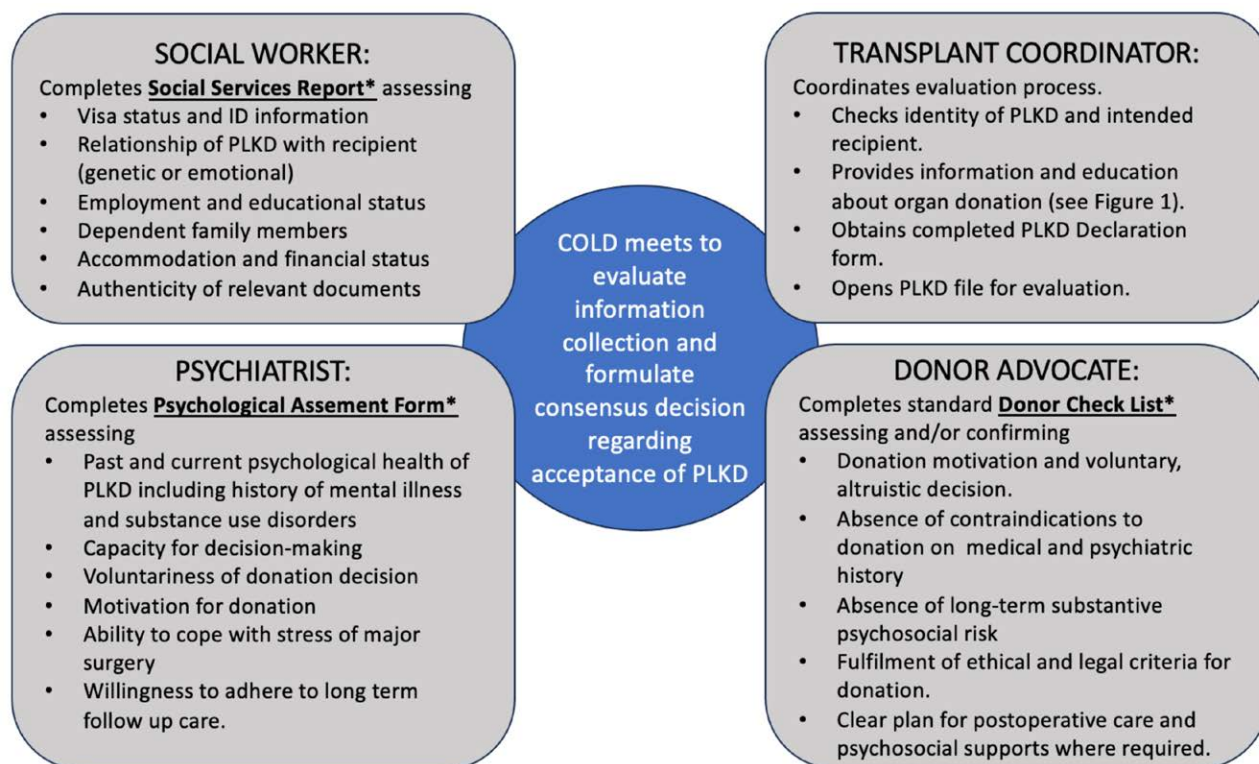 SOCIAL WORKER:
Completes Social Services Report* assessing
• Visa status and ID information
• Relationship of PLKD with recipient
(genetic or emotional)
• Employment and educational status
• Dependent family members
• Accommodation and financial status
• Authenticity of relevant documents
TRANSPLANT COORDINATOR:
Coordinates evaluation process.
• Checks identity of PLKD and intended
recipient.
• Provides information and education
about organ donation (see Figure 1).
• Obtains completed PLKD Declaration
form.
• Opens PLKD file for evaluation.
COLD meets to
evaluate
information
collection and
formulate
consensus decision
regarding
acceptance of PLKD
PSYCHIATRIST:
Completes Psychological Assement Form*
assessing
• Past and current psychological health of
PLKD including history of mental illness
and substance use disorders
• Capacity for decision-making
• Voluntariness of donation decision
• Motivation for donation
• Ability to cope with stress of major
surgery
• Willingness to adhere to long term
follow up care.
DONOR ADVOCATE:
Completes standard Donor Check List*
assessing and/or confirming
• Donation motivation and voluntary,
altruistic decision.
• Absence of contraindications to
donation on medical and psychiatric
history
• Absence of long-term substantive
psychosocial risk
• Fulfilment of ethical and legal criteria for
donation.
• Clear plan for postoperative care and
psychosocial supports where required.